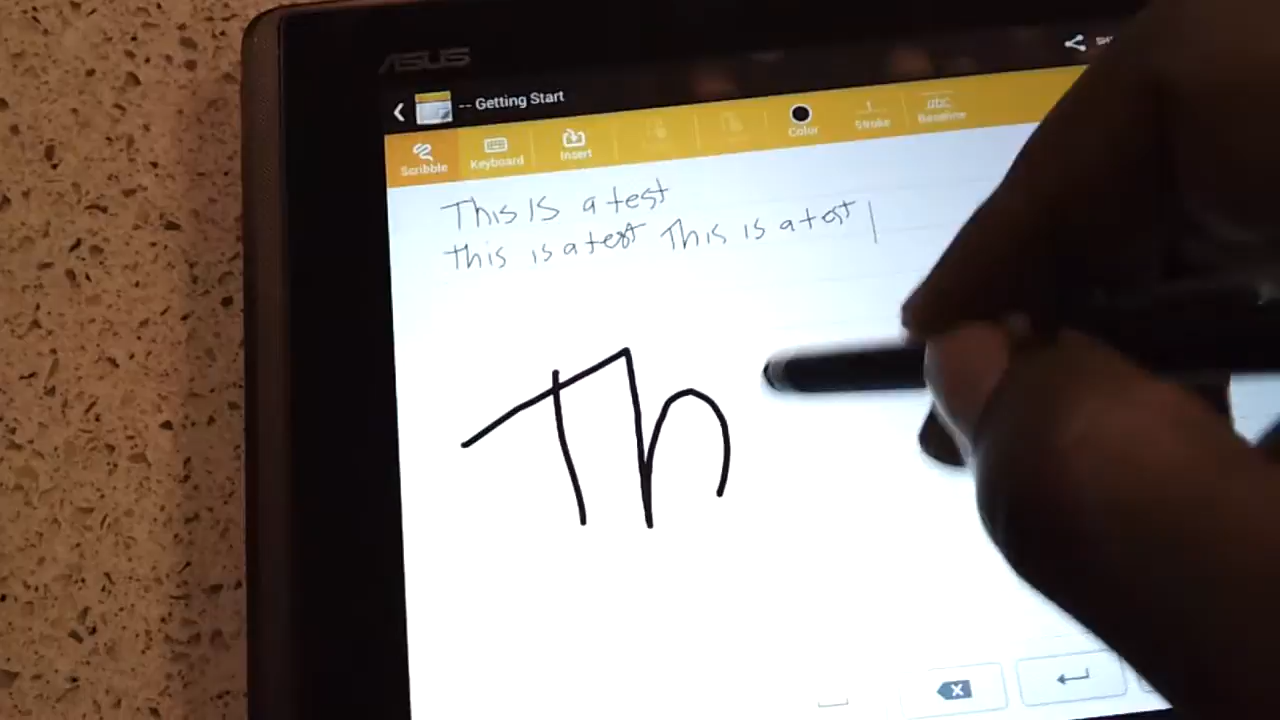 ASUS
-- Getting Start
Scribble Keyboard Insert Color Stroke Baseline
abc
This IS a test
this is a test This is a test
Th